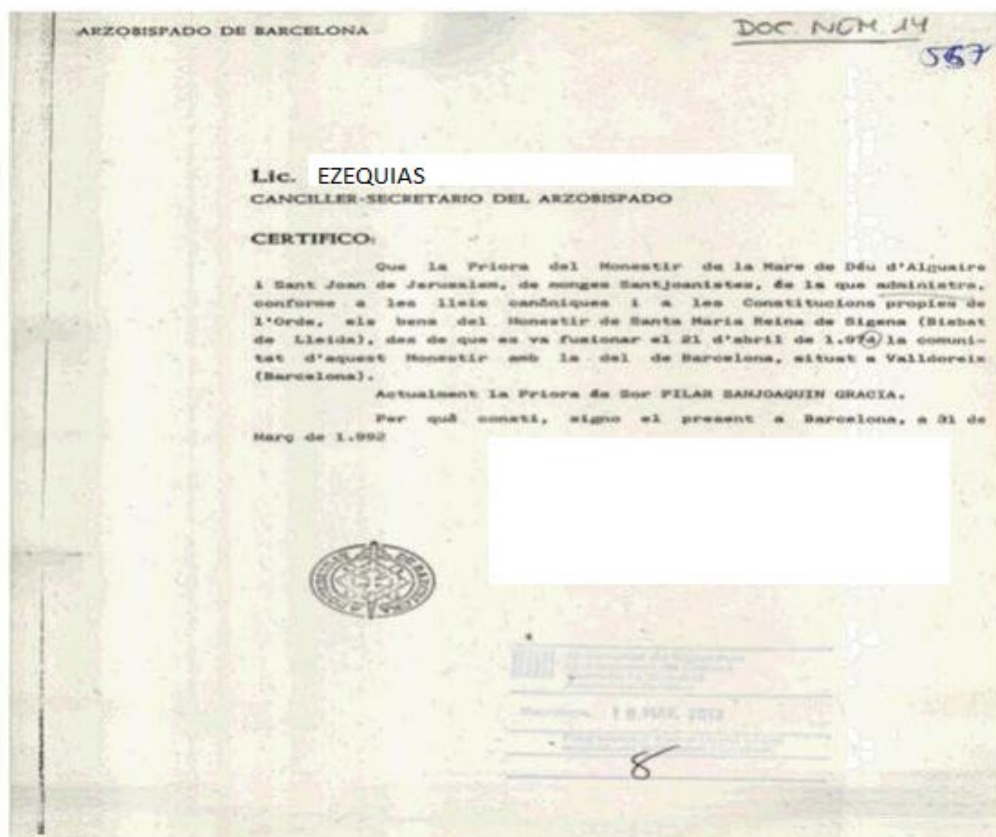 ARZOBISPADO DE BARCELONA
DOC NÚM. 14
567
Lic. EZEQUIAS
CANCILLER-SECRETARIO DEL ARZOBISPADO
CERTIFICO:
Que la Priora del Monestir de la Mare de Déu d'Alguaire
i Sant Joan de Jerusalem, de monges Santjoanistes, és la que administra,
conforme a les lleis canòniques i a les Constitucions propies de
l'Orde, els bens del Monestir de Santa Maria Reina de Sigena (Bisbat
de Lleida), des de que es va fusionar el 21 d'abril de 1.974 la comuni-
tat d'aquest Monestir amb la del de Barcelona, situat a Valldoreix
(Barcelona).
Actualment la Priora és Sor PILAR SANJOAQUIN GRACIA.
Per què consti, signo el present a Barcelona, a 31 de
Març de 1.992
ARZOBISPADO DE BARCELONA
8